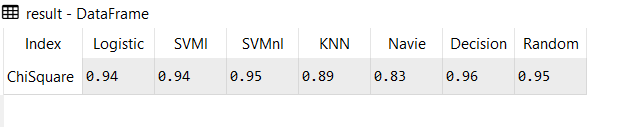 result - DataFrame
Index Logistic SVMl SVMnl KNN Navie Decision Random
ChiSquare 0.94 0.94 0.95 0.89 0.83 0.96 0.95